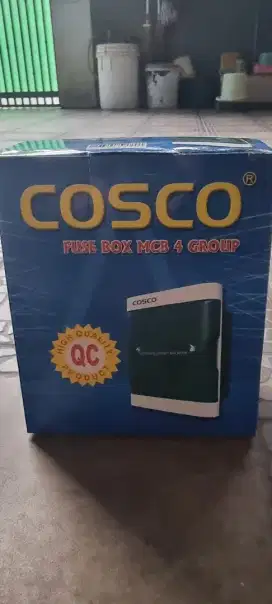 COSCO®
FUSE BOX MCB 4 GROUP
COSCO
HIGH QUALITY
QC
PRODUCT